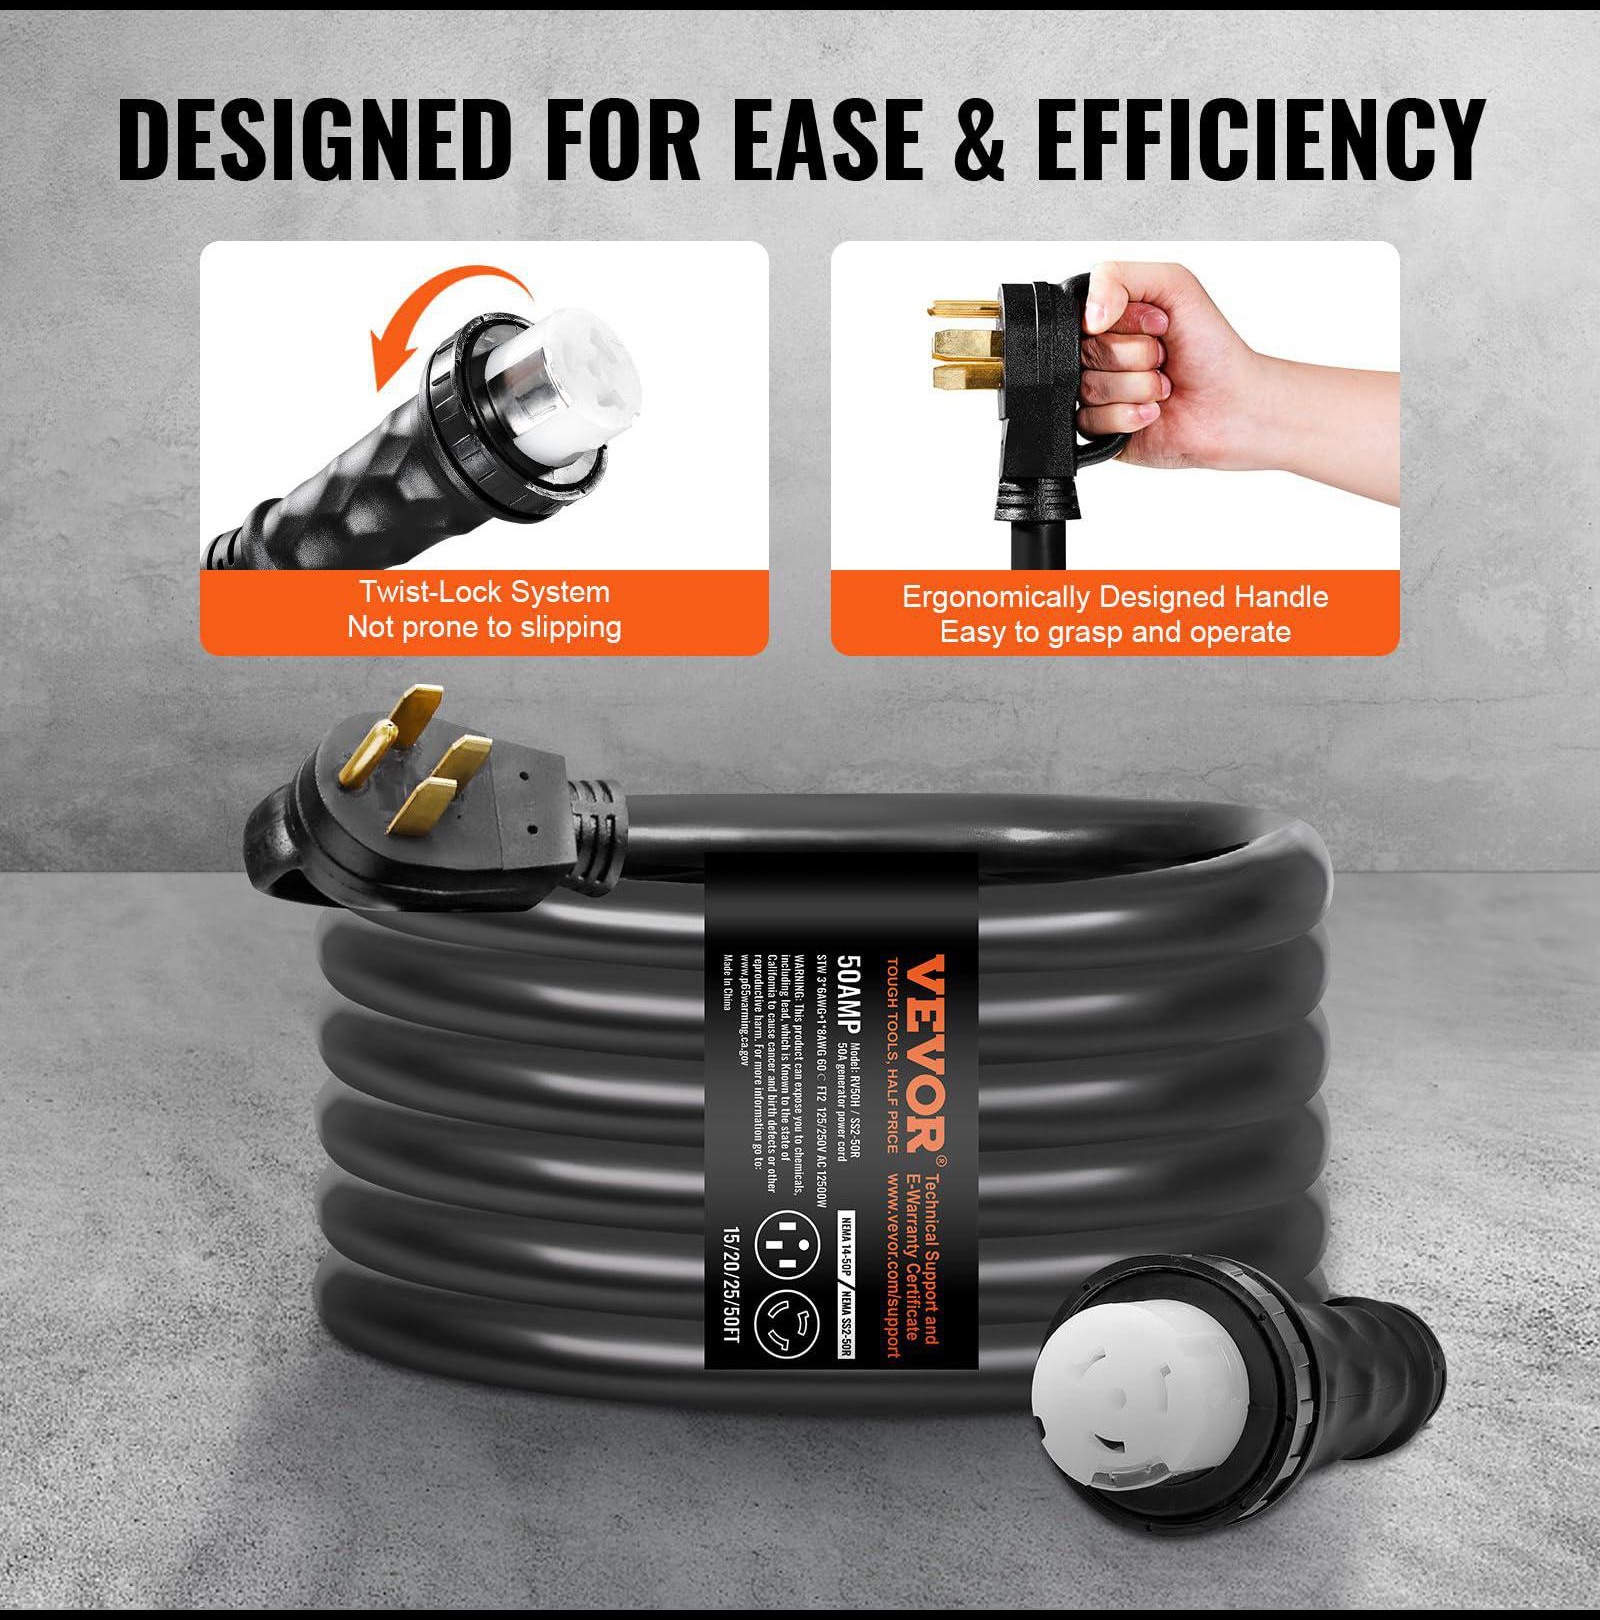 DESIGNED FOR EASE & EFFICIENCY
Twist-Lock System
Not prone to slipping
Ergonomically Designed Handle
Easy to grasp and operate
VEVOR®
TOUGH TOOLS, HALF PRICE
Technical Support and
E-Warranty Certificate
www.vevor.com/support
50AMP
Model: RV50H / SS2-50R
50A generator power cord
STW 3*6AWG+1*8AWG 60 C FT2 125/250V AC 12500W
WARNING: This product can expose you to chemicals,
including lead, which is Known to the state of
California to cause cancer and birth defects or other
reproductive harm. For more information go to:
www.p65warming.ca.gov
Made In China
NEMA 14-50P / NEMA SS2-50R
15/20/25/50FT